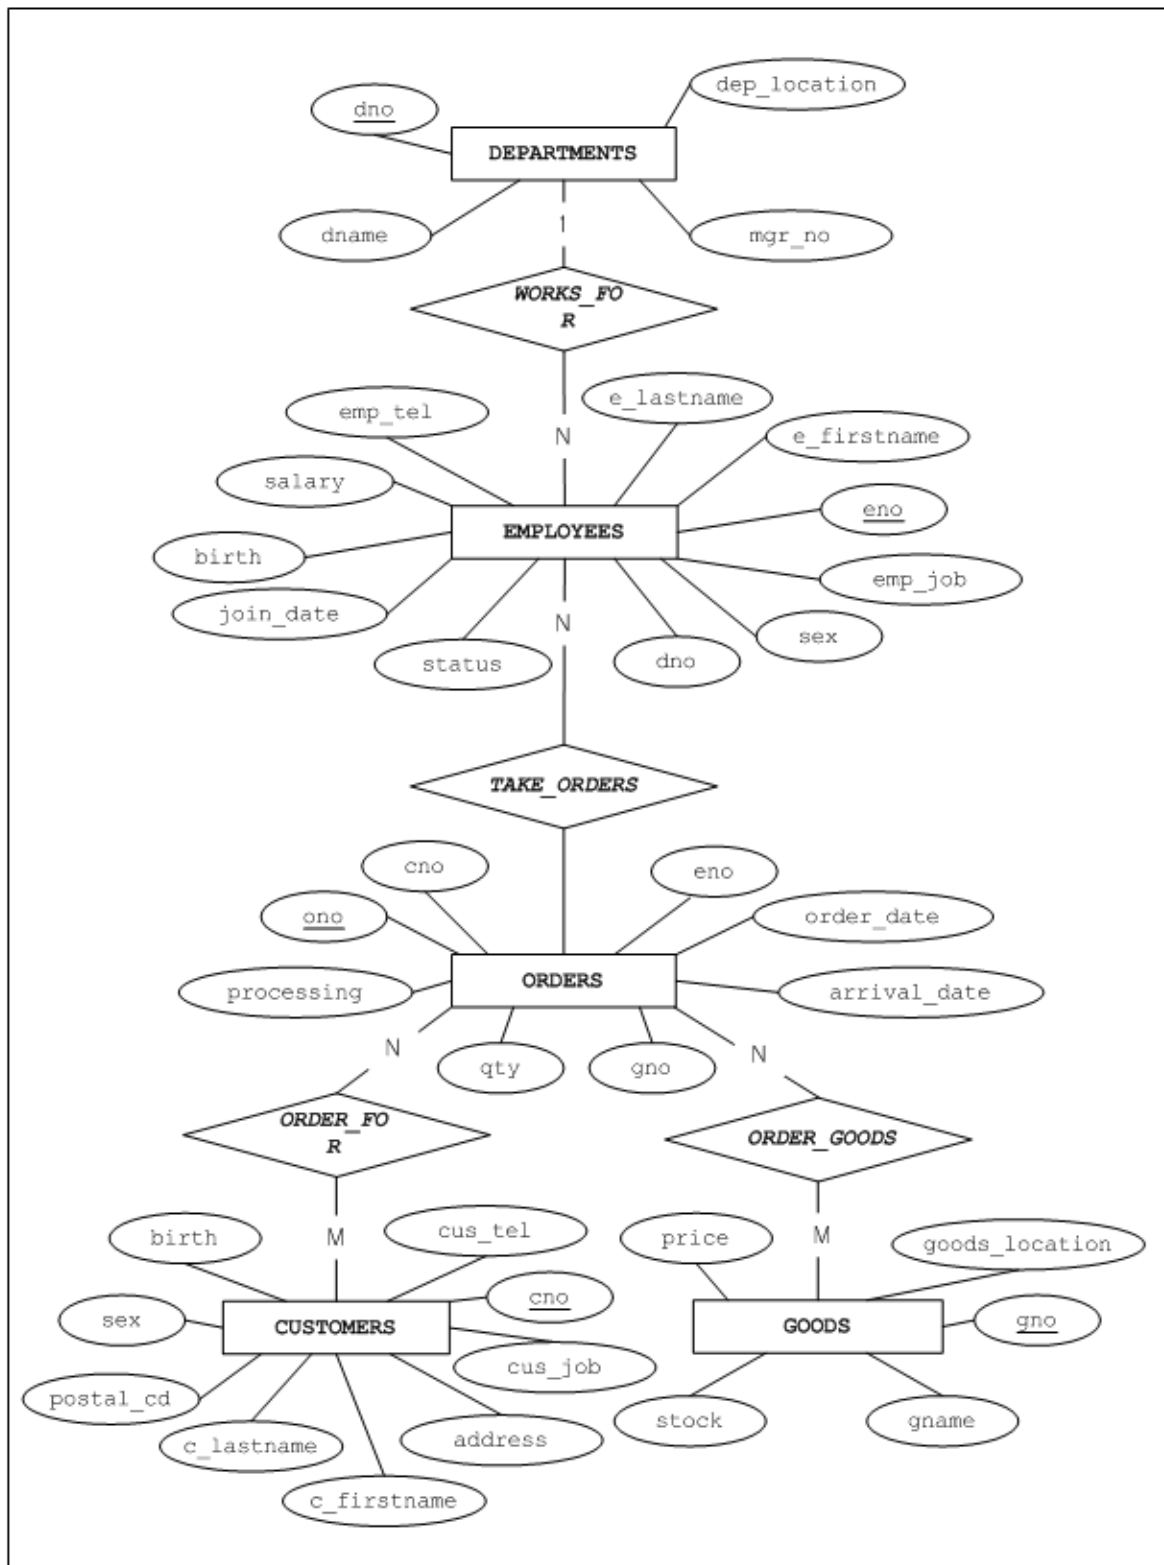 dep_location
dno
DEPARTMENTS
dname
mgr_no
1
WORKS_FO
R
e_lastname
emp_tel
N
e_firstname
salary
eno
EMPLOYEES
birth
emp_job
join_date
N
sex
status
dno
TAKE_ORDERS
cno
eno
ono
order_date
ORDERS
processing
arrival_date
N
qty
gno
N
ORDER_FO
R
ORDER_GOODS
birth
M
cus_tel
price
M
goods_location
cno
sex
CUSTOMERS
GOODS
gno
cus_job
postal_cd
c_lastname
address
stock
gname
c_firstname